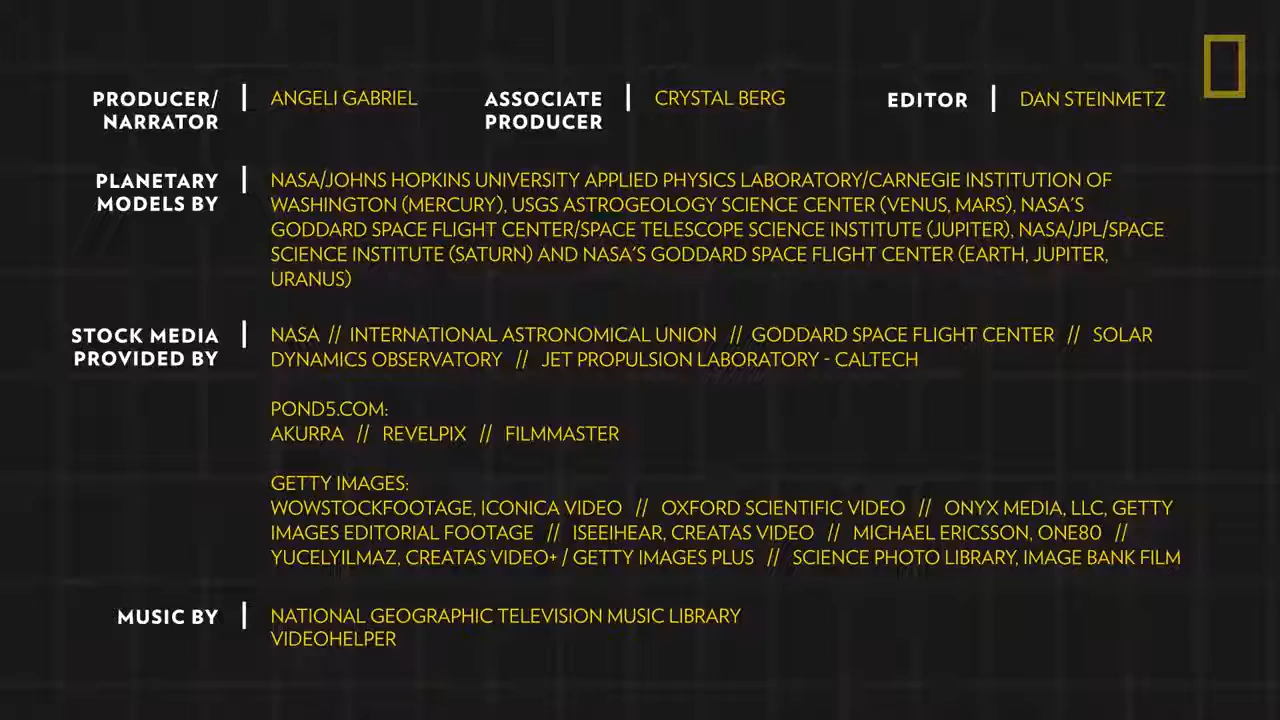 PRODUCER/ NARRATOR | ANGELI GABRIEL
ASSOCIATE PRODUCER | CRYSTAL BERG
EDITOR | DAN STEINMETZ
PLANETARY MODELS BY | NASA/JOHNS HOPKINS UNIVERSITY APPLIED PHYSICS LABORATORY/CARNEGIE INSTITUTION OF
WASHINGTON (MERCURY), USGS ASTROGEOLOGY SCIENCE CENTER (VENUS, MARS), NASA'S
GODDARD SPACE FLIGHT CENTER/SPACE TELESCOPE SCIENCE INSTITUTE (JUPITER), NASA/JPL/SPACE
SCIENCE INSTITUTE (SATURN) AND NASA'S GODDARD SPACE FLIGHT CENTER (EARTH, JUPITER,
URANUS)
STOCK MEDIA PROVIDED BY | NASA // INTERNATIONAL ASTRONOMICAL UNION // GODDARD SPACE FLIGHT CENTER // SOLAR
DYNAMICS OBSERVATORY // JET PROPULSION LABORATORY - CALTECH
POND5.COM:
AKURRA // REVELPIX // FILMMASTER
GETTY IMAGES:
WOWSTOCKFOOTAGE, ICONICA VIDEO // OXFORD SCIENTIFIC VIDEO // ONYX MEDIA, LLC, GETTY
IMAGES EDITORIAL FOOTAGE // ISEEIHEAR, CREATAS VIDEO // MICHAEL ERICSSON, ONE80 //
YUCELYILMAZ, CREATAS VIDEO+ / GETTY IMAGES PLUS // SCIENCE PHOTO LIBRARY, IMAGE BANK FILM
MUSIC BY | NATIONAL GEOGRAPHIC TELEVISION MUSIC LIBRARY
VIDEOHELPER